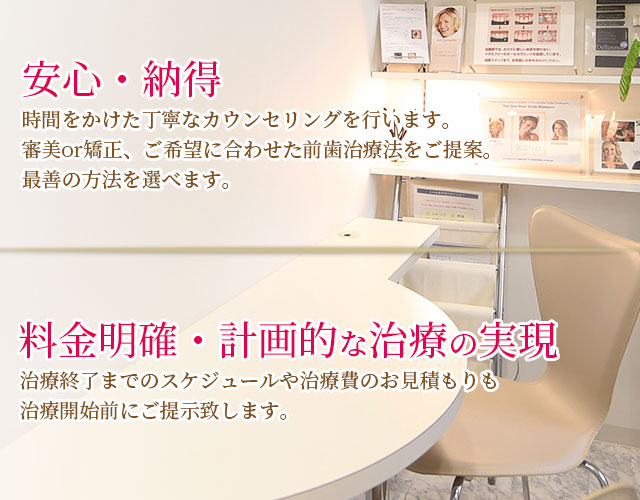 安心・納得
時間をかけた丁寧なカウンセリングを行います。
審美or矯正、ご希望に合わせた前歯治療法をご提案。
最善の方法を選べます。
料金明確・計画的な治療の実現
治療終了までのスケジュールや治療費のお見積もりも
治療開始前にご提示致します。